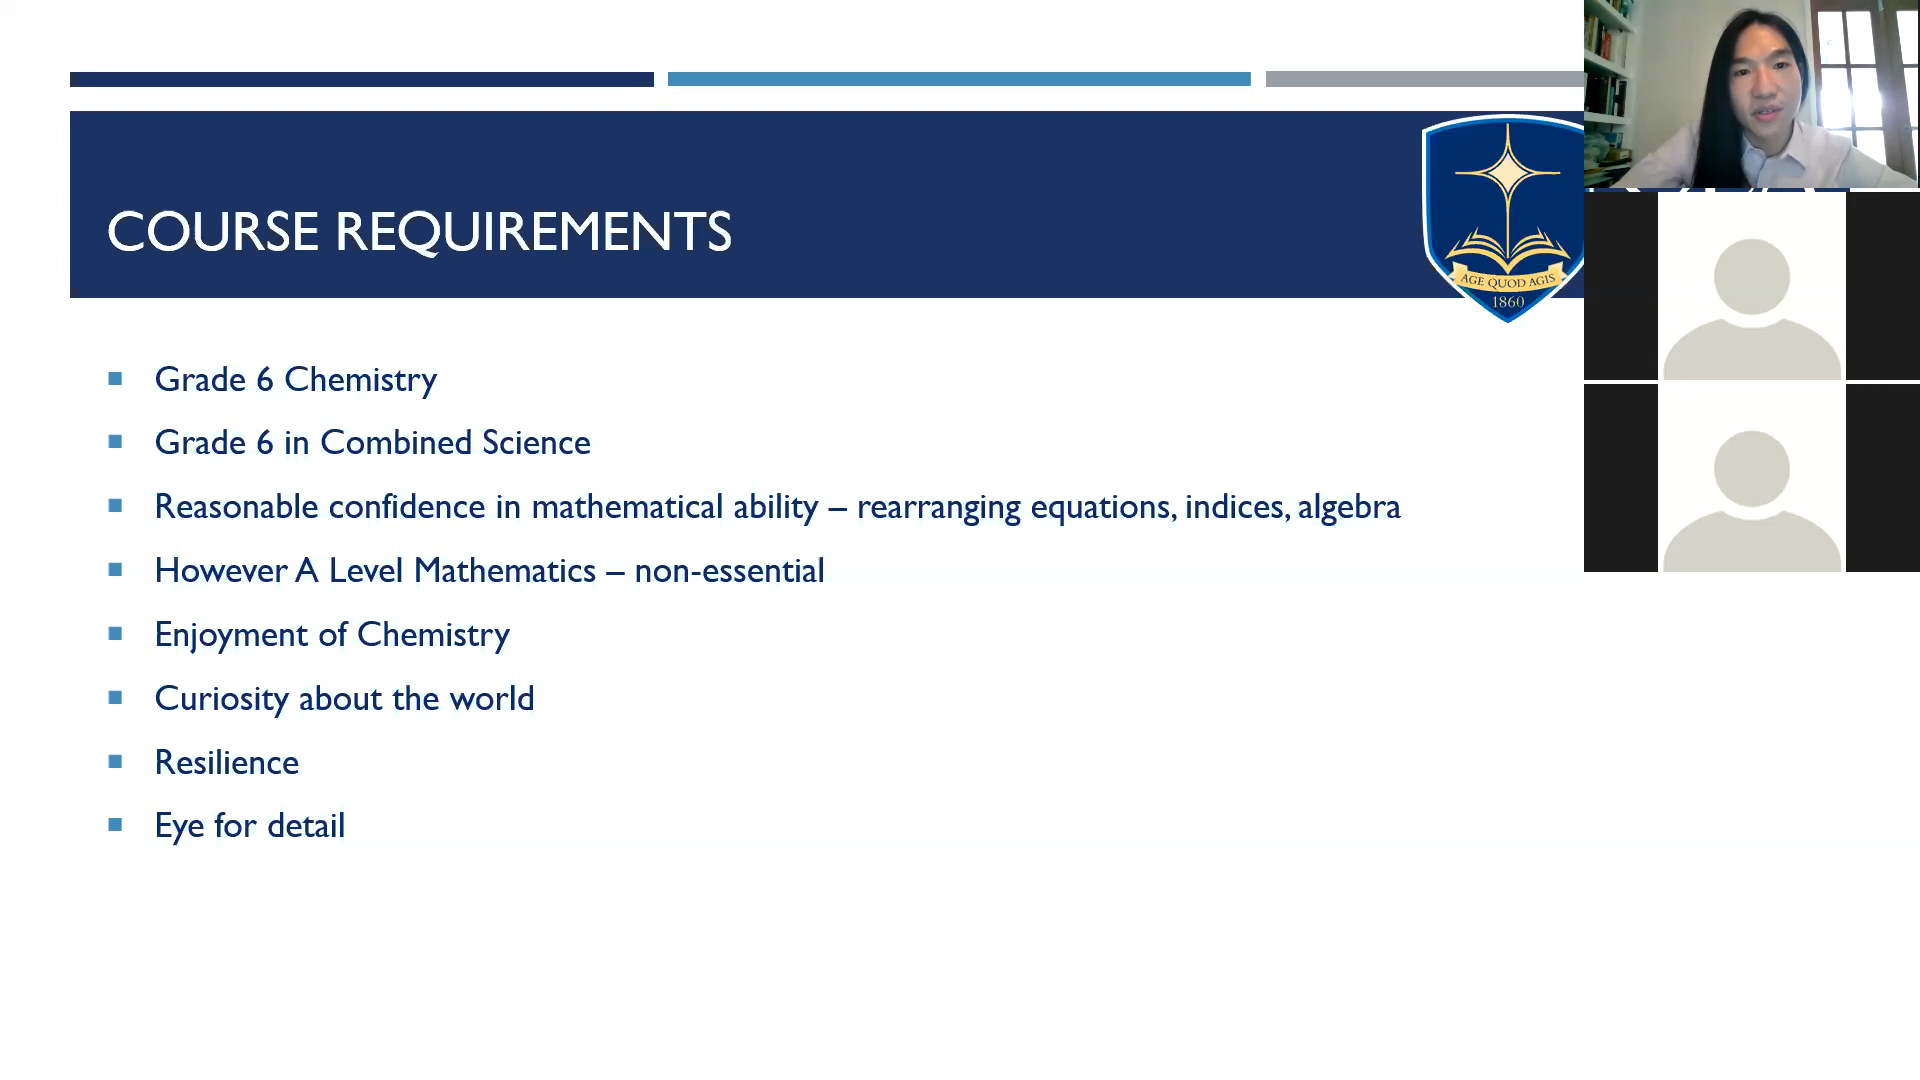 COURSE REQUIREMENTS
AGE QUOD AGIS
1860
Grade 6 Chemistry
Grade 6 in Combined Science
Reasonable confidence in mathematical ability – rearranging equations, indices, algebra
However A Level Mathematics – non-essential
Enjoyment of Chemistry
Curiosity about the world
Resilience
Eye for detail